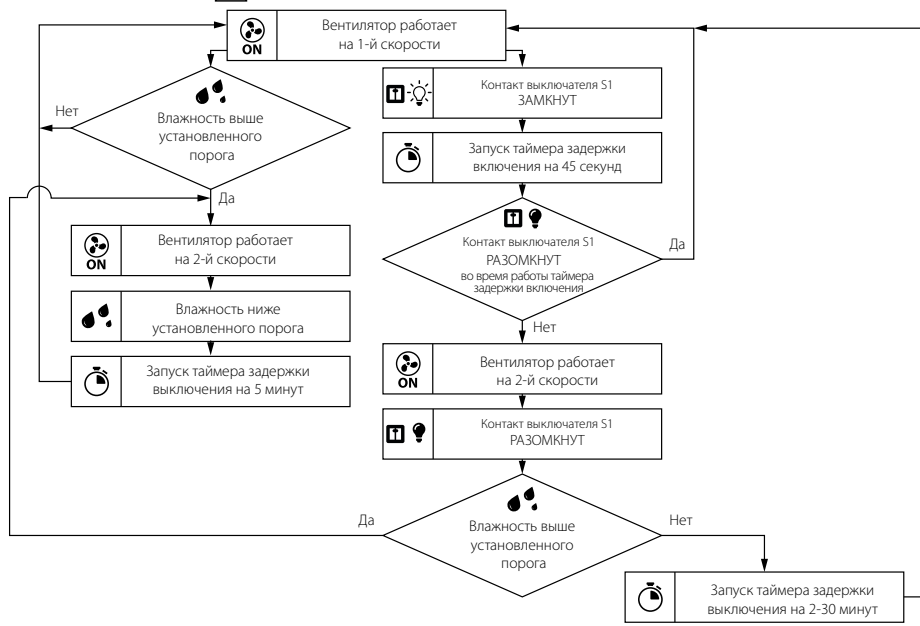 ON
Вентилятор работает
на 1-й скорости
Нет
Влажность выше
установленного
порога
Да
ON
Вентилятор работает
на 2-й скорости
Влажность ниже
установленного порога
Запуск таймера задержки
выключения на 5 минут
Контакт выключателя S1
ЗАМКНУТ
Запуск таймера задержки
включения на 45 секунд
Контакт выключателя S1
РАЗОМКНУТ
во время работы таймера
задержки включения
Да
Нет
ON
Вентилятор работает
на 2-й скорости
Контакт выключателя S1
РАЗОМКНУТ
Да
Влажность выше
установленного
порога
Нет
Запуск таймера задержки
выключения на 2-30 минут